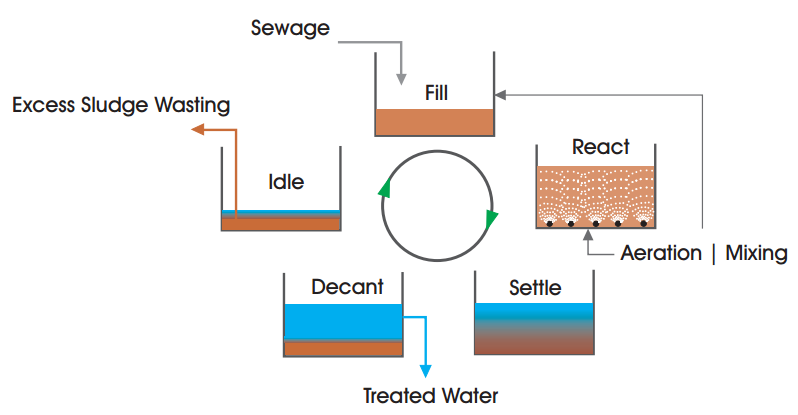 Sewage
Fill
Excess Sludge Wasting
React
Idle
Aeration | Mixing
Decant
Settle
Treated Water